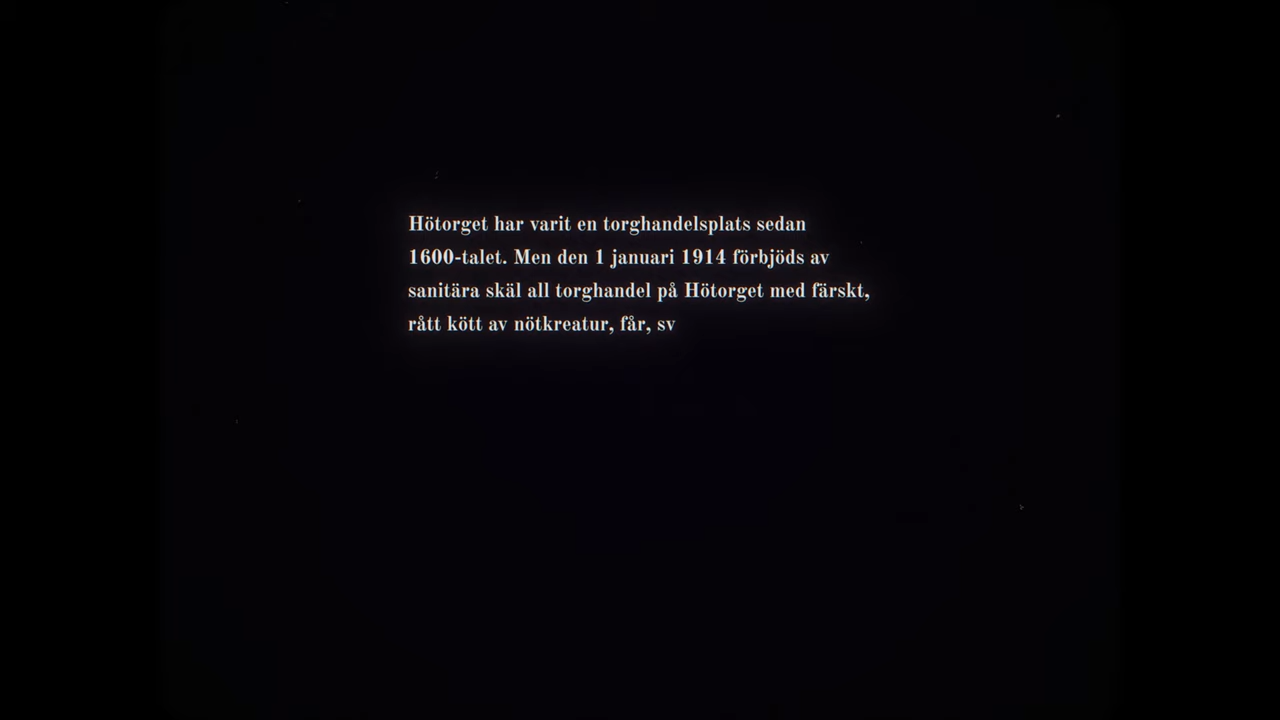 Hötorget har varit en torghandelsplats sedan
1600-talet. Men den 1 januari 1914 förbjöds av
sanitära skäl all torghandel på Hötorget med färskt,
rått kött av nötkreatur, får, sv